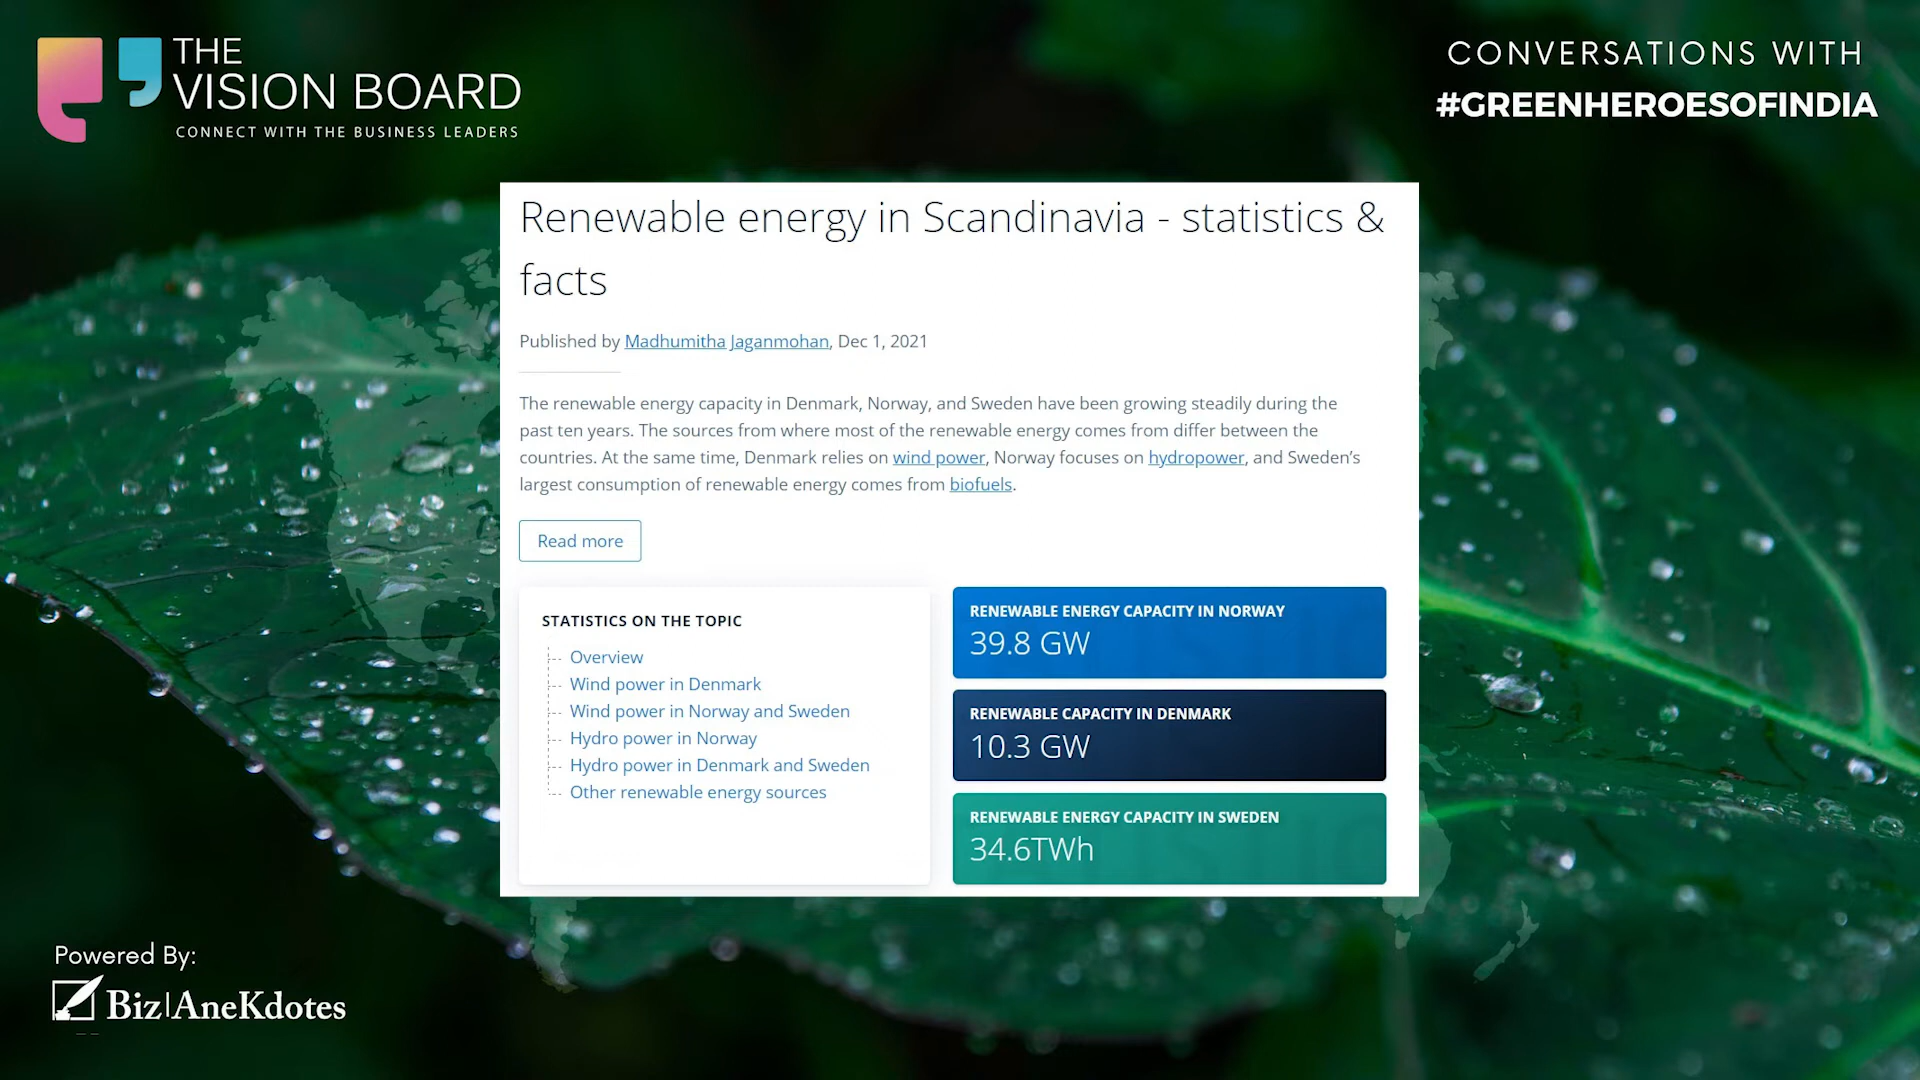 THE
VISION BOARD
CONNECT WITH THE BUSINESS LEADERS
CONVERSATIONS WITH
#GREENHEROESOFINDIA
Renewable energy in Scandinavia - statistics &
facts
Published by Madhumitha Jaganmohan, Dec 1, 2021
The renewable energy capacity in Denmark, Norway, and Sweden have been growing steadily during the
past ten years. The sources from where most of the renewable energy comes from differ between the
countries. At the same time, Denmark relies on wind power, Norway focuses on hydropower, and Sweden’s
largest consumption of renewable energy comes from biofuels.
Read more
STATISTICS ON THE TOPIC
Overview
Wind power in Denmark
Wind power in Norway and Sweden
Hydro power in Norway
Hydro power in Denmark and Sweden
Other renewable energy sources
RENEWABLE ENERGY CAPACITY IN NORWAY
39.8 GW
RENEWABLE CAPACITY IN DENMARK
10.3 GW
RENEWABLE ENERGY CAPACITY IN SWEDEN
34.6TWh
Powered By:
Biz|AneKdotes